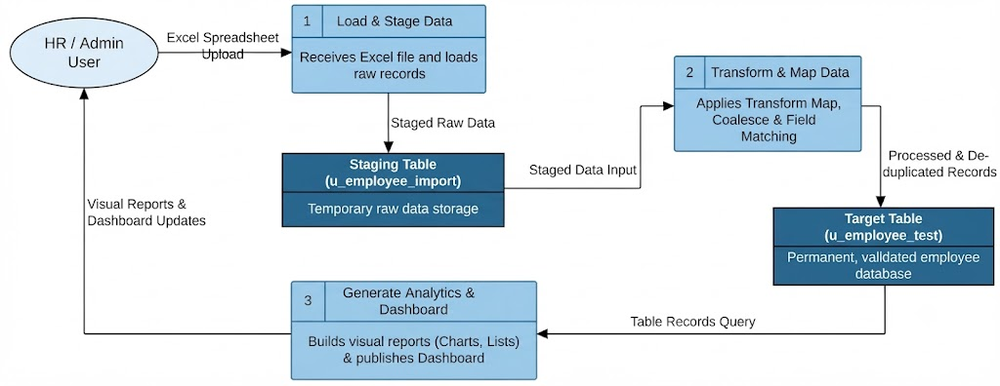 HR / Admin
User
Excel Spreadsheet
Upload
1
Load & Stage Data
Receives Excel file and loads
raw records
Staged Raw Data
Staging Table
(u_employee_import)
Temporary raw data storage
Staged Data Input
2
Transform & Map Data
Applies Transform Map,
Coalesce & Field
Matching
Processed & De-
duplicated Records
Target Table
(u_employee_test)
Permanent, valldated employee
database
Table Records Query
3
Generate Analytics &
Dashboard
Builds visual reports (Charts, Lists)
& publishes Dashboard
Visual Reports &
Dashboard Updates